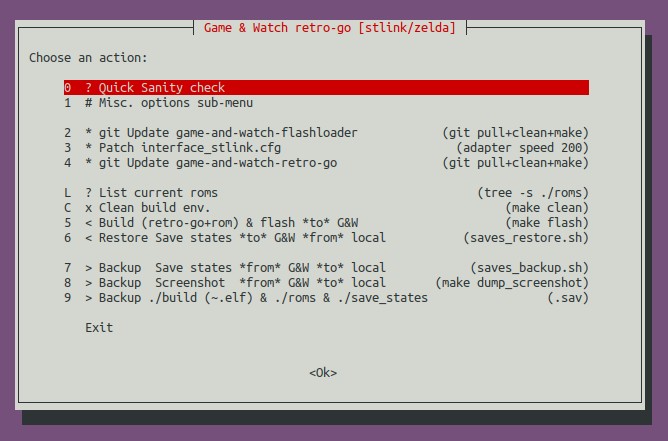 Game & Watch retro-go [stlink/zelda]
Choose an action:
0 ? Quick Sanity check
1 # Misc. options sub-menu
2 * git Update game-and-watch-flashloader (git pull+clean+make)
3 * Patch interface_stlink.cfg (adapter speed 200)
4 * git Update game-and-watch-retro-go (git pull+clean+make)
L ? List current roms (tree -s ./roms)
C x Clean build env. (make clean)
5 < Build (retro-go+rom) & flash *to* G&W (make flash)
6 < Restore Save states *to* G&W *from* local (saves_restore.sh)
7 > Backup  Save states *from* G&W *to* local (saves_backup.sh)
8 > Backup  Screenshot  *from* G&W *to* local (make dump_screenshot)
9 > Backup ./build (~.elf) & ./roms & ./save_states (.sav)
Exit
<Ok>